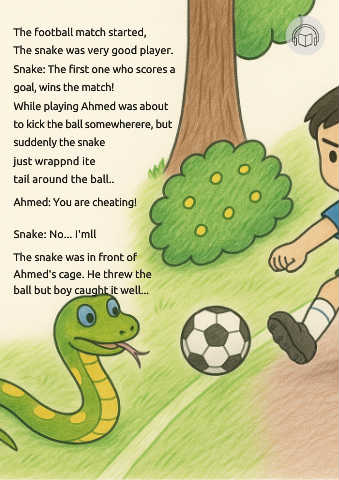 The football match started,
The snake was very good player.
Snake: The first one who scores a
goal, wins the match!
While playing Ahmed was about
to kick the ball somewherere, but
suddenly the snake
just wrappnd ite
tail around the ball..
Ahmed: You are cheating!
Snake: No... I'mll
The snake was in front of
Ahmed's cage. He threw the
ball but boy caught it well...